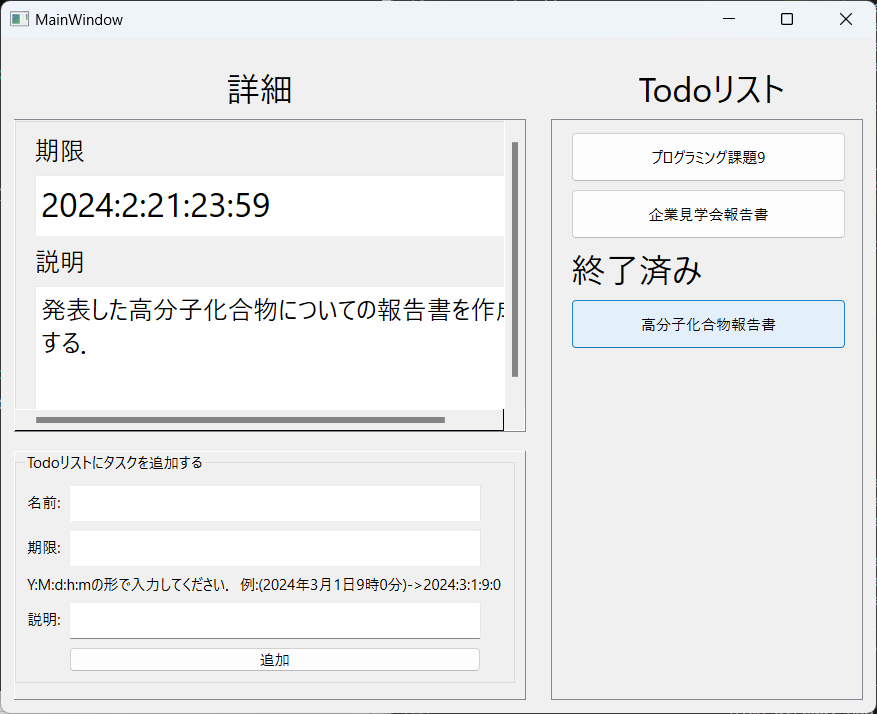 MainWindow
詳細
期限
2024:2:21:23:59
説明
発表した高分子化合物についての報告書を作成
する.
Todoリストにタスクを追加する
名前:
期限:
Y:M:d:h:mの形で入力してください. 例:(2024年3月1日9時0分)->2024:3:1:9:0
説明:
追加
Todoリスト
プログラミング課題9
企業見学会報告書
終了済み
高分子化合物報告書